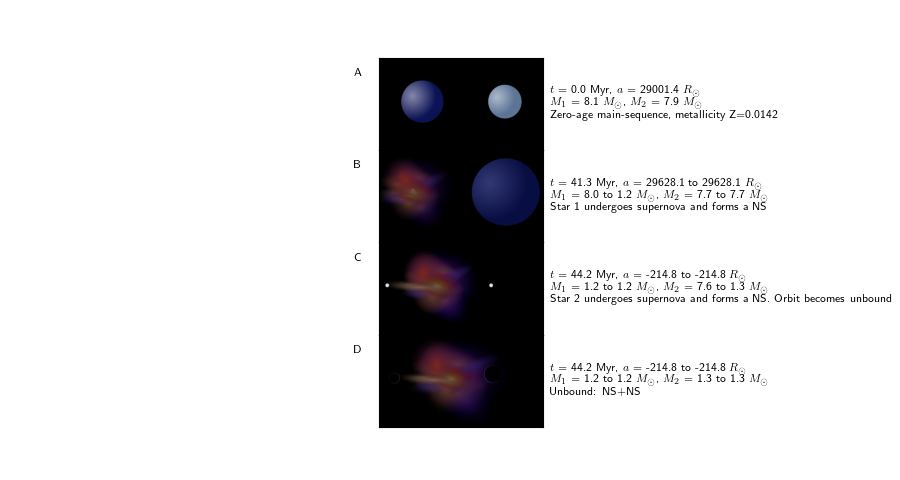 A
t = 0.0 Myr, a = 29001.4 R☉
M₁ = 8.1 M☉, M₂ = 7.9 M☉
Zero-age main-sequence, metallicity Z=0.0142
B
t = 41.3 Myr, a = 29628.1 to 29628.1 R☉
M₁ = 8.0 to 1.2 M☉, M₂ = 7.7 to 7.7 M☉
Star 1 undergoes supernova and forms a NS
C
t = 44.2 Myr, a = -214.8 to -214.8 R☉
M₁ = 1.2 to 1.2 M☉, M₂ = 7.6 to 1.3 M☉
Star 2 undergoes supernova and forms a NS. Orbit becomes unbound
D
t = 44.2 Myr, a = -214.8 to -214.8 R☉
M₁ = 1.2 to 1.2 M☉, M₂ = 1.3 to 1.3 M☉
Unbound: NS+NS